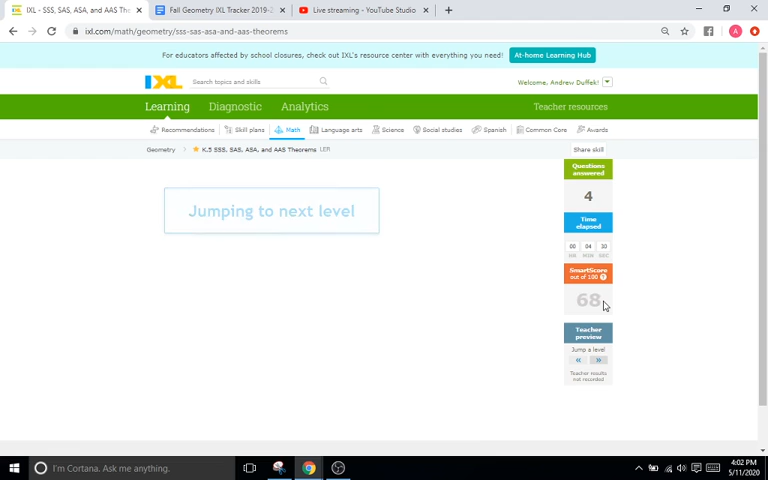 IXL - SSS, SAS, ASA, and AAS The
Fall Geometry IXL Tracker 2019-2
Live streaming - YouTube Studio
ixl.com/math/geometry/sss-sas-asa-and-aas-theorems
A
For educators affected by school closures, check out IXL's resource center with everything you need!
At-home Learning Hub
IXL
Search topics and skills
Welcome, Andrew Duffek!
Learning
Diagnostic
Analytics
Teacher resources
Recommendations
Skill plans
Math
Language arts
Science
Social studies
Spanish
Common Core
Awards
Geometry
K.5 SSS, SAS, ASA, and AAS Theorems
Share skill
Questions
answered
4
Jumping to next level
Time
elapsed
00 04 30
HR MIN SEC
SmartScore
out of 100 ?
68
Teacher
preview
Jump a level
« »
Teacher results
not recorded
I'm Cortana. Ask me anything.
4:02 PM
5/11/2020